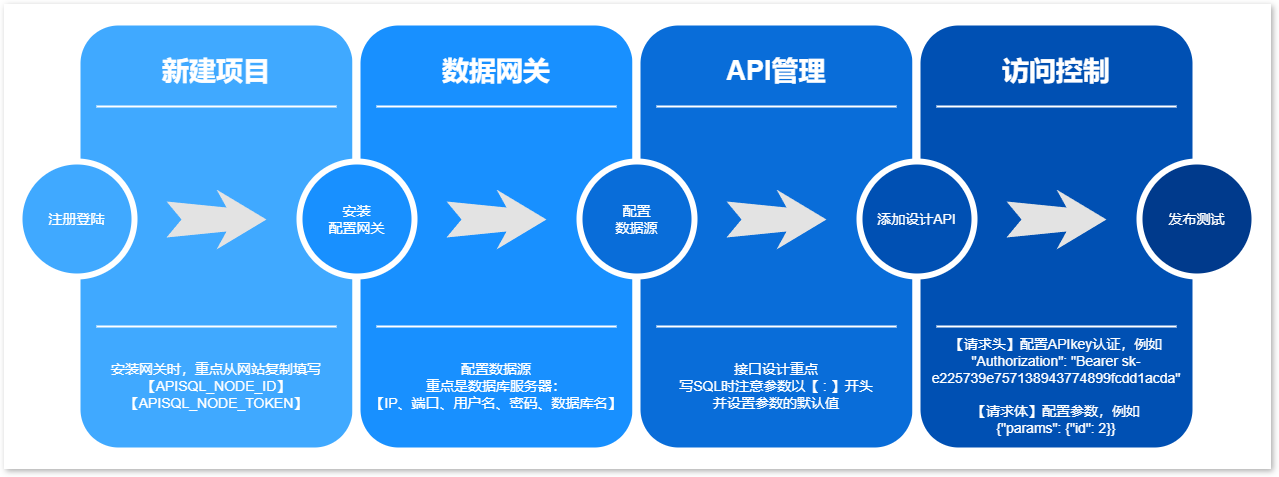 新建项目
数据网关
API管理
访问控制
注册登陆
安装
配置网关
配置
数据源
添加设计API
发布测试
安装网关时，重点从网站复制填写
【APISQL_NODE_ID】
【APISQL_NODE_TOKEN】
配置数据源
重点是数据库服务器：
【IP、端口、用户名、密码、数据库名】
接口设计重点
写SQL时注意参数以【 : 】开头
并设置参数的默认值
【请求头】配置APIkey认证，例如
"Authorization": "Bearer sk-
e225739e757138943774899fcdd1acda"
【请求体】配置参数，例如
{"params": {"id": 2}}